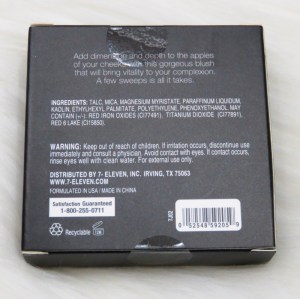 Add dimension and depth to the apples
of your cheeks with this gorgeous blush
that will bring vitality to your complexion.
A few sweeps is all it takes.
INGREDIENTS: TALC, MICA, MAGNESIUM MYRISTATE, PARAFFINUM LIQUIDUM,
KAOLIN, ETHYLHEXYL PALMITATE, POLYETHYLENE, PHENOXYETHANOL. MAY
CONTAIN (+/-): RED IRON OXIDES (CI77491), TITANIUM DIOXIDE (CI77891),
RED 6 LAKE (CI15850).
WARNING: Keep out of reach of children. If irritation occurs, discontinue use
immediately and consult a physician. Avoid contact with eyes. If contact occurs,
rinse eyes well with clean water. For external use only.
DISTRIBUTED BY 7- ELEVEN, INC. IRVING, TX 75063
WWW.7-ELEVEN.COM
FORMULATED IN USA / MADE IN CHINA
Satisfaction Guaranteed
1-800-255-0711
Recyclable